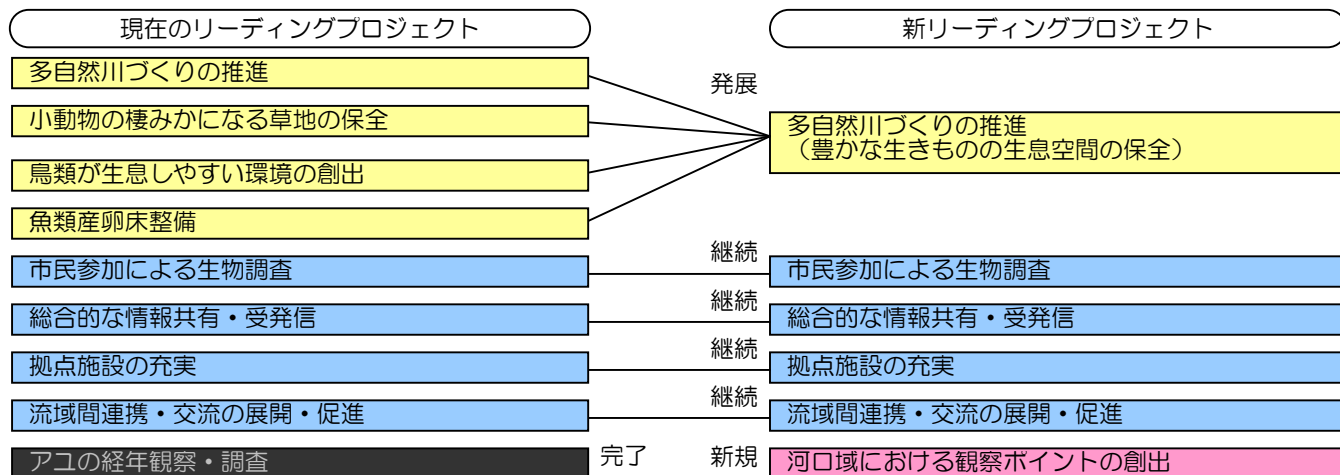 現在のリーディングプロジェクト
新リーディングプロジェクト
多自然川づくりの推進
小動物の棲みかになる草地の保全
鳥類が生息しやすい環境の創出
魚類産卵床整備
発展
多自然川づくりの推進
（豊かな生きものの生息空間の保全）
市民参加による生物調査
継続
市民参加による生物調査
総合的な情報共有・受発信
継続
総合的な情報共有・受発信
拠点施設の充実
継続
拠点施設の充実
流域間連携・交流の展開・促進
継続
流域間連携・交流の展開・促進
アユの経年観察・調査
完了
新規
河口域における観察ポイントの創出